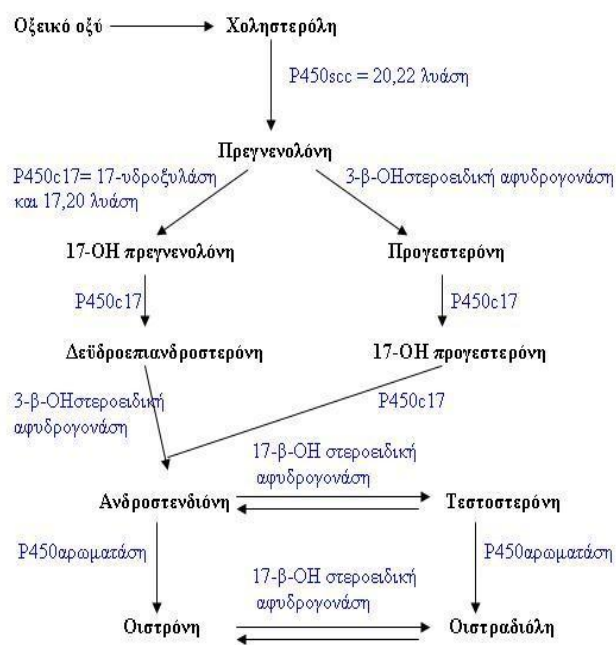 Οξεικό οξύ
Χοληστερόλη
P450scc = 20,22 λυάση
Πρεγνενολόνη
P450c17= 17-υδροξυλάση
και 17,20 λυάση
3-β-ΟΗστεροειδική αφυδρογονάση
17-ΟΗ πρεγνενολόνη
Προγεστερόνη
P450c17
P450c17
Δεϋδροεπιανδροστερόνη
17-ΟΗ προγεστερόνη
3-β-ΟΗστεροειδική
αφυδρογονάση
P450c17
17-β-ΟΗ στεροειδική
αφυδρογονάση
Ανδροστενδιόνη
Τεστοστερόνη
P450αρωματάση
P450αρωματάση
17-β-ΟΗ στεροειδική
αφυδρογονάση
Οιστρόνη
Οιστραδιόλη